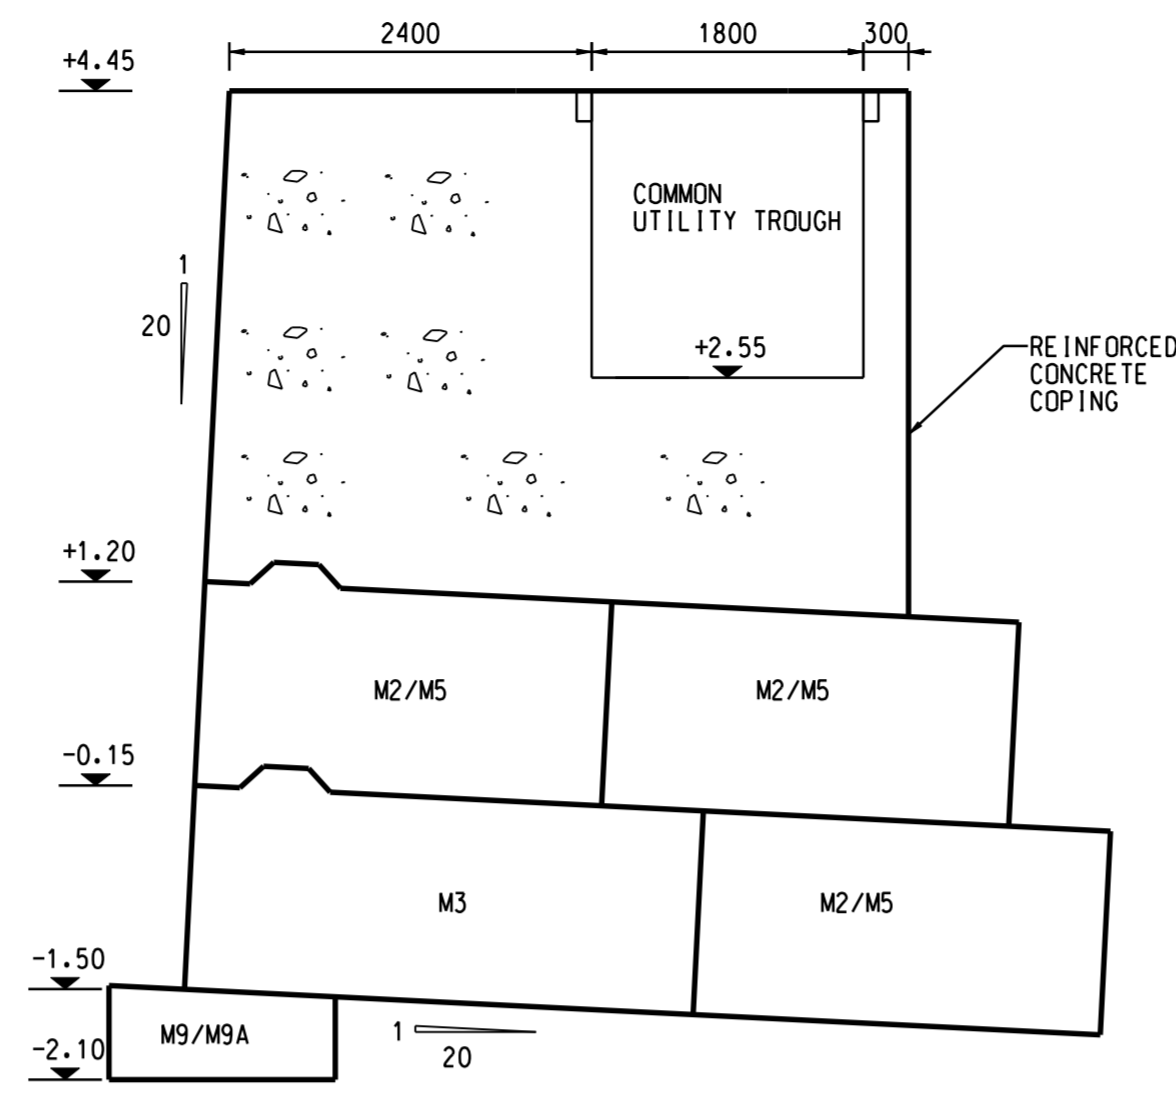 2400
1800
300
+4.45
COMMON
UTILITY TROUGH
1
20
+2.55
REINFORCED
CONCRETE
COPING
+1.20
M2/M5
M2/M5
-0.15
M3
M2/M5
-1.50
M9/M9A
1
20
-2.10